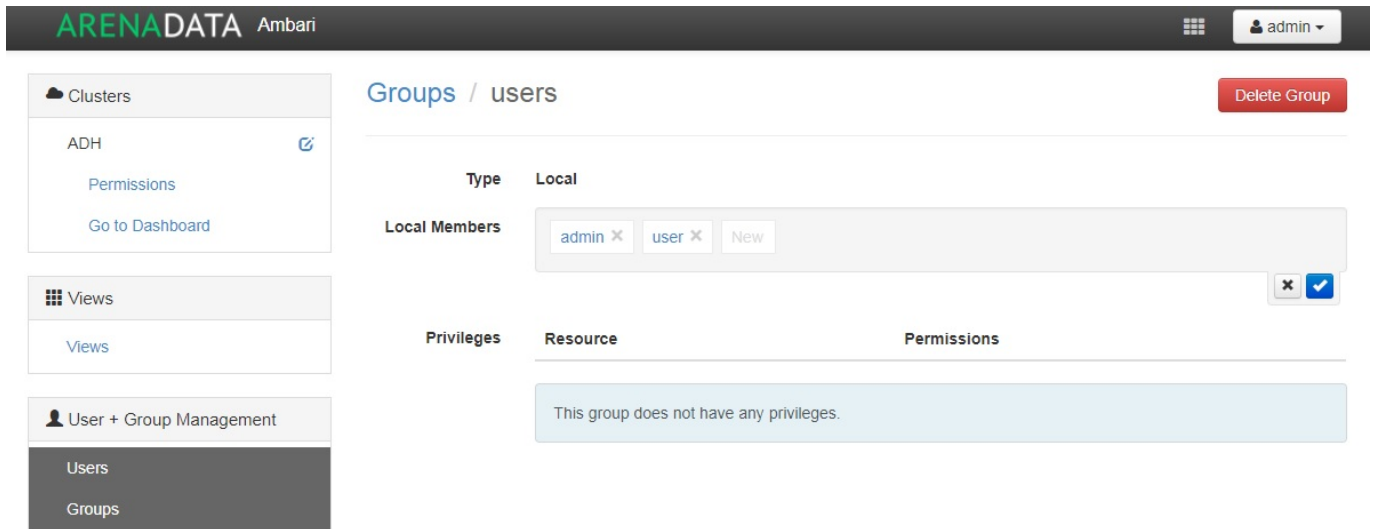 ARENADATA Ambari
admin
Clusters
ADH
Permissions
Go to Dashboard
Views
Views
User + Group Management
Users
Groups
Groups / users
Delete Group
Type Local
Local Members admin user New
Privileges Resource Permissions
This group does not have any privileges.